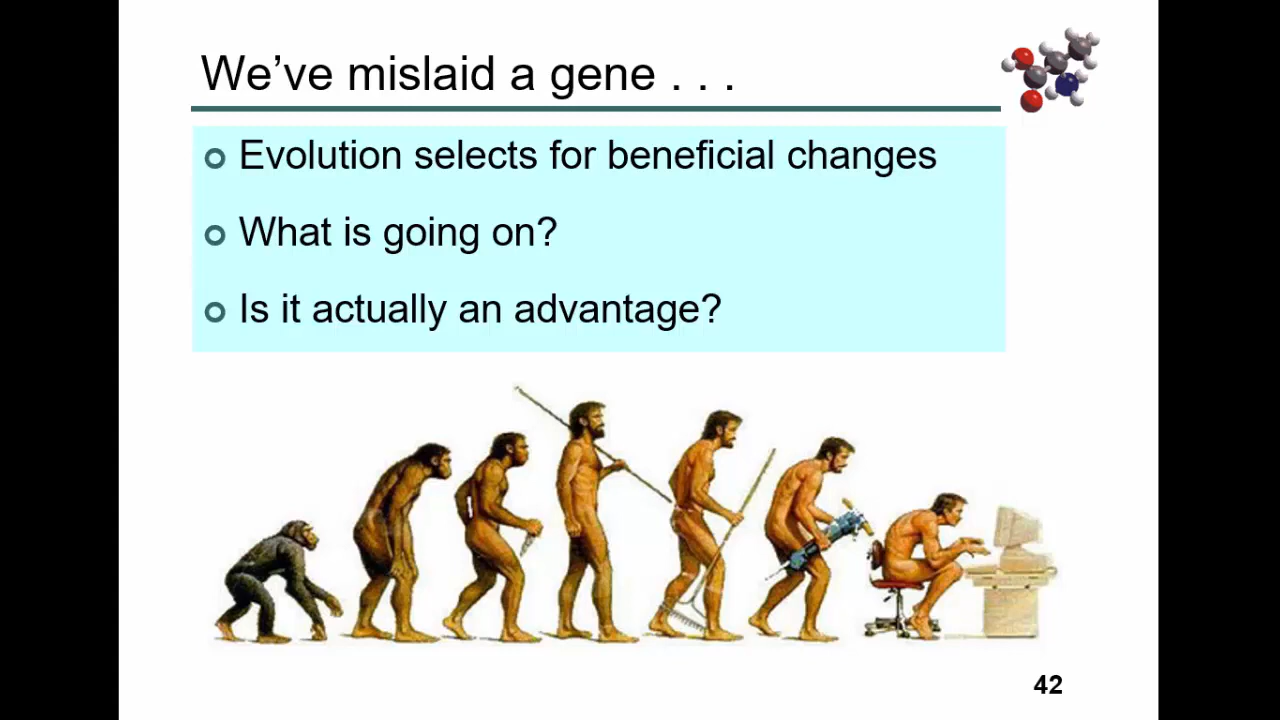 We’ve mislaid a gene . . .
Evolution selects for beneficial changes
What is going on?
Is it actually an advantage?
42